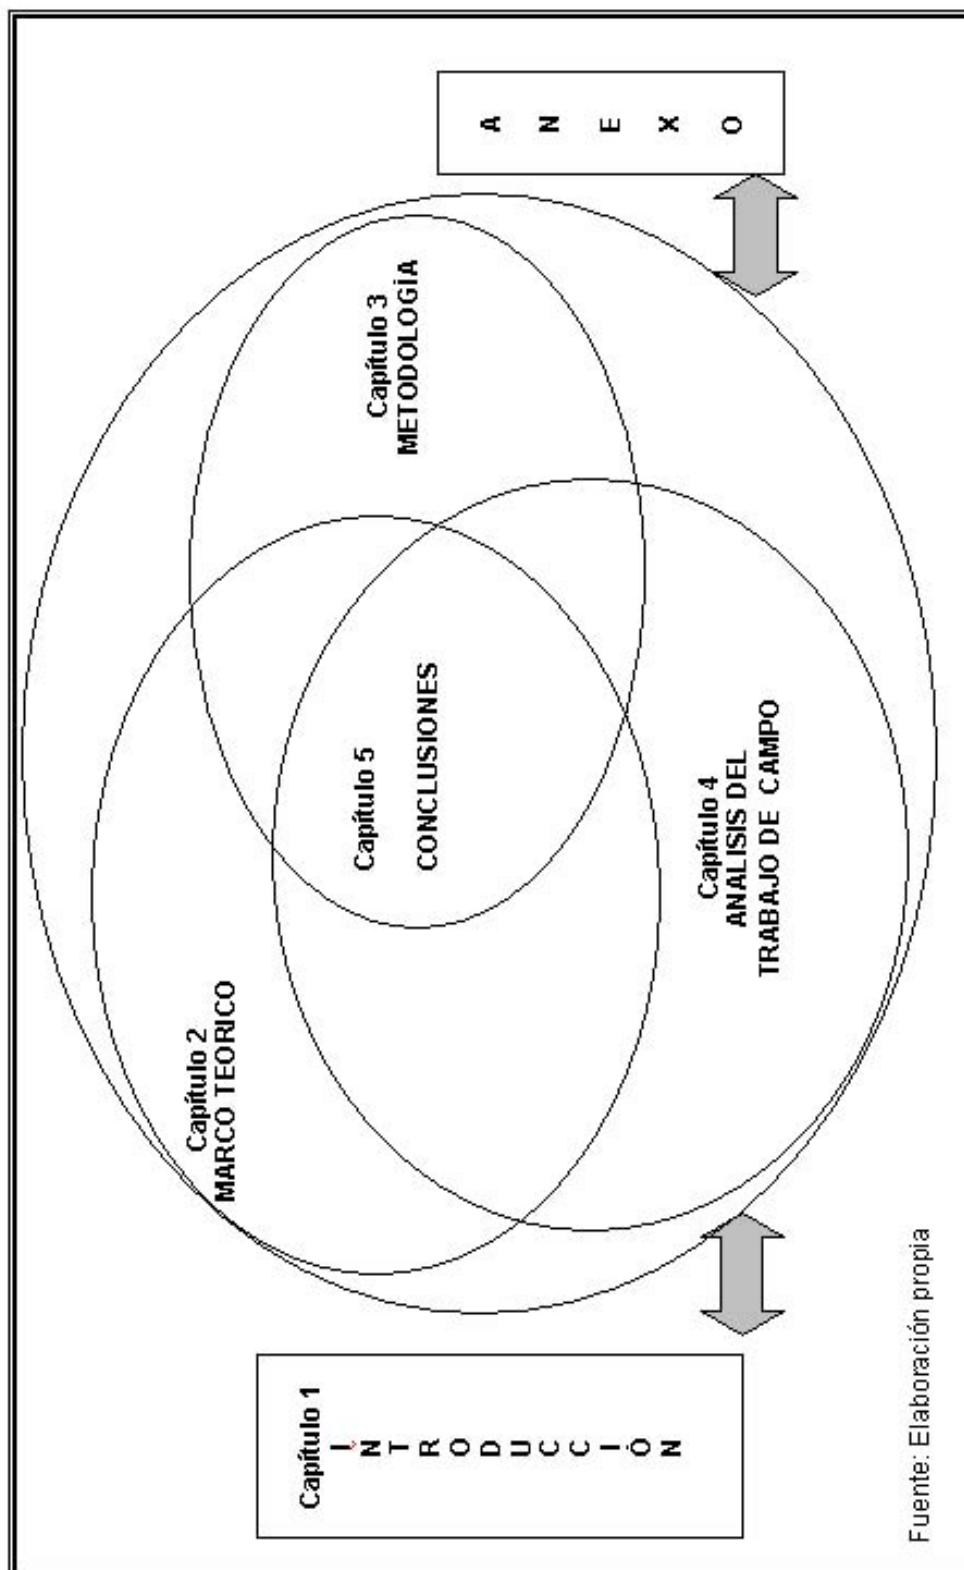 Capítulo 1
INTRODUCCIÓN
Capítulo 2
MARCO TEORICO
Capítulo 5
CONCLUSIONES
Capítulo 3
METODOLOGÍA
Capítulo 4
ANALISIS DEL
TRABAJO DE CAMPO
ANEXO
Fuente: Elaboración propia